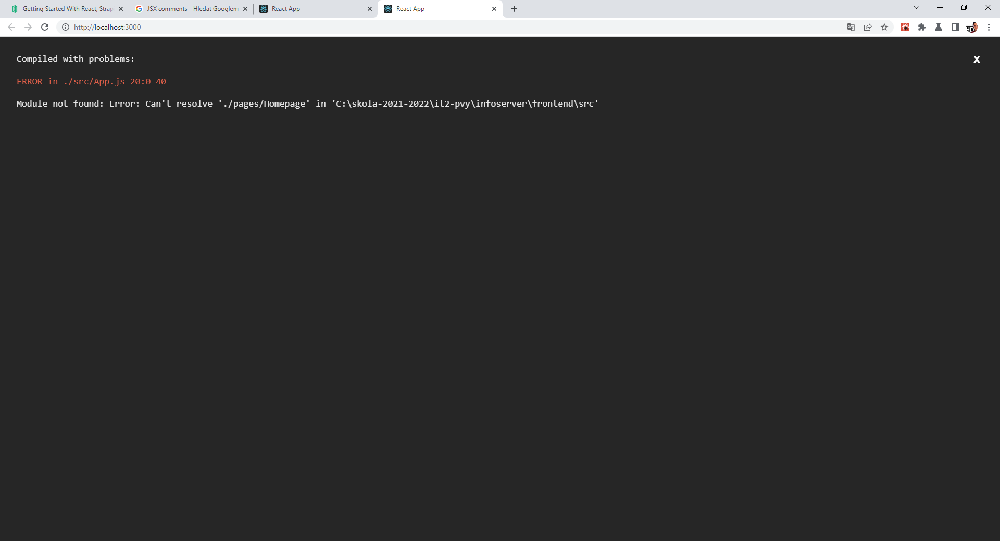 Getting Started With React, Strap
JSX comments - Hledat Googlem
React App
React App
http://localhost:3000
Compiled with problems:
X
ERROR in ./src/App.js 20:0-40
Module not found: Error: Can't resolve './pages/Homepage' in 'C:\skola-2021-2022\it2-pvy\infoserver\frontend\src'